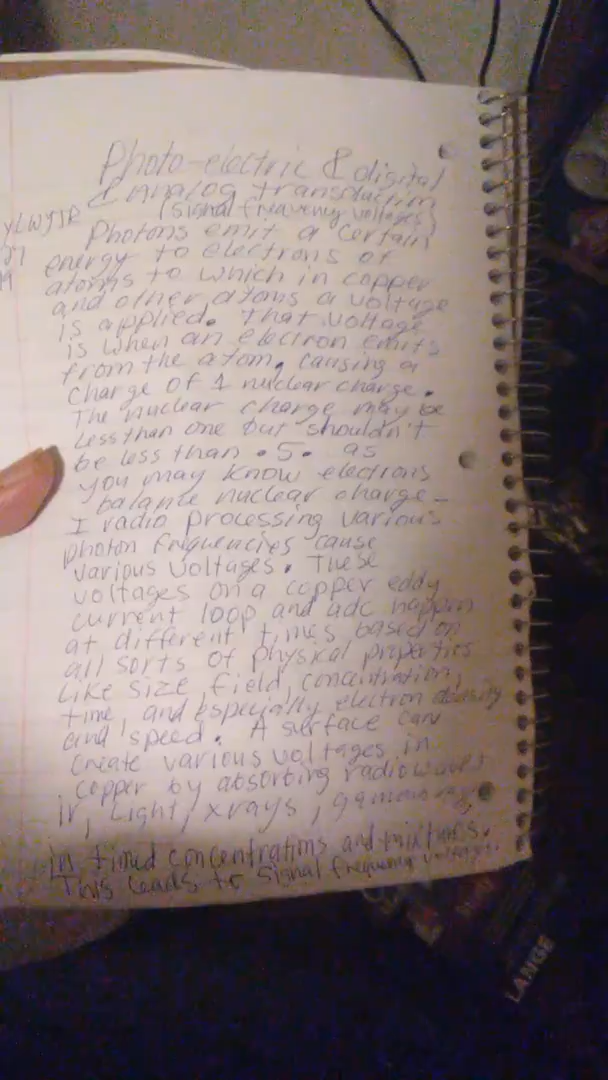 Photo-electric & digital
& Analog transduction
(signal frequency voltages)
Photons emit a certain
energy to electrons of
atoms to which in copper
and other atoms a voltage
is applied. That voltage
is when an electron emits
from the atom, causing a
charge of 1 nuclear charge.
The nuclear charge may be
less than one but shouldn't
be less than .5. as
you may know electrons
balance nuclear charge-
I radio processing various
photon frequencies cause
various voltages. These
voltages on a copper eddy
current loop and adc happen
at different times based on
all sorts of physical properties
like size, field, concentration,
time, and especially electron density
and speed. A surface can
create various voltages in
copper by absorbing radiowaves
ir, light, xrays, gamma rays
in timed concentrations and mixtures.
This leads to signal frequency voltages.
LANGE